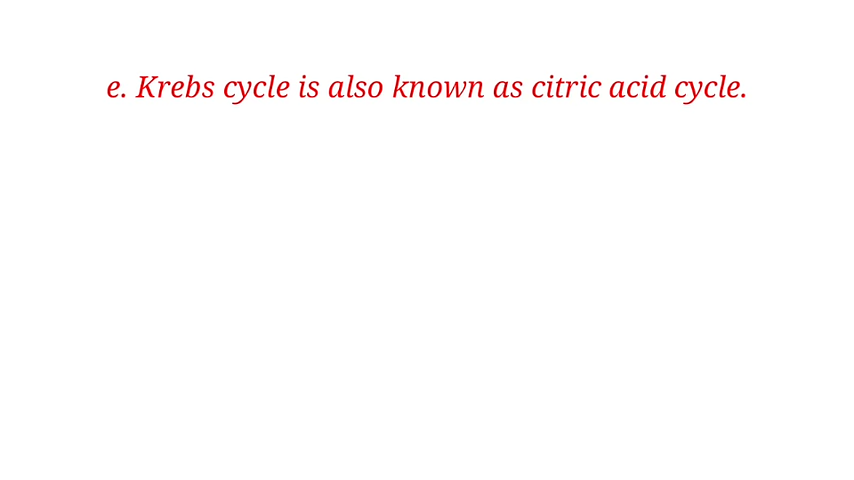 e. Krebs cycle is also known as citric acid cycle.